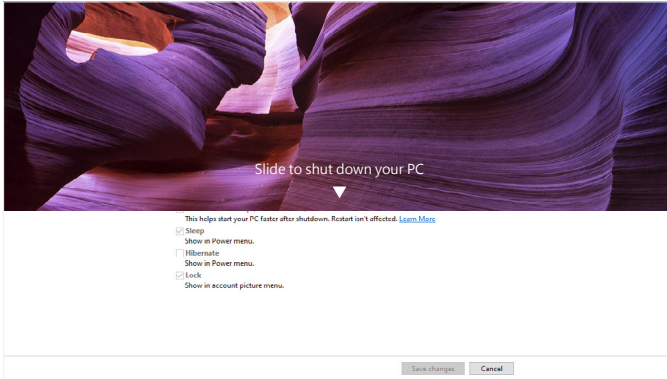 Slide to shut down your PC
This helps start your PC faster after shutdown. Restart isn't affected. Learn More
Sleep
Show in Power menu.
Hibernate
Show in Power menu.
Lock
Show in account picture menu.
Save changes Cancel